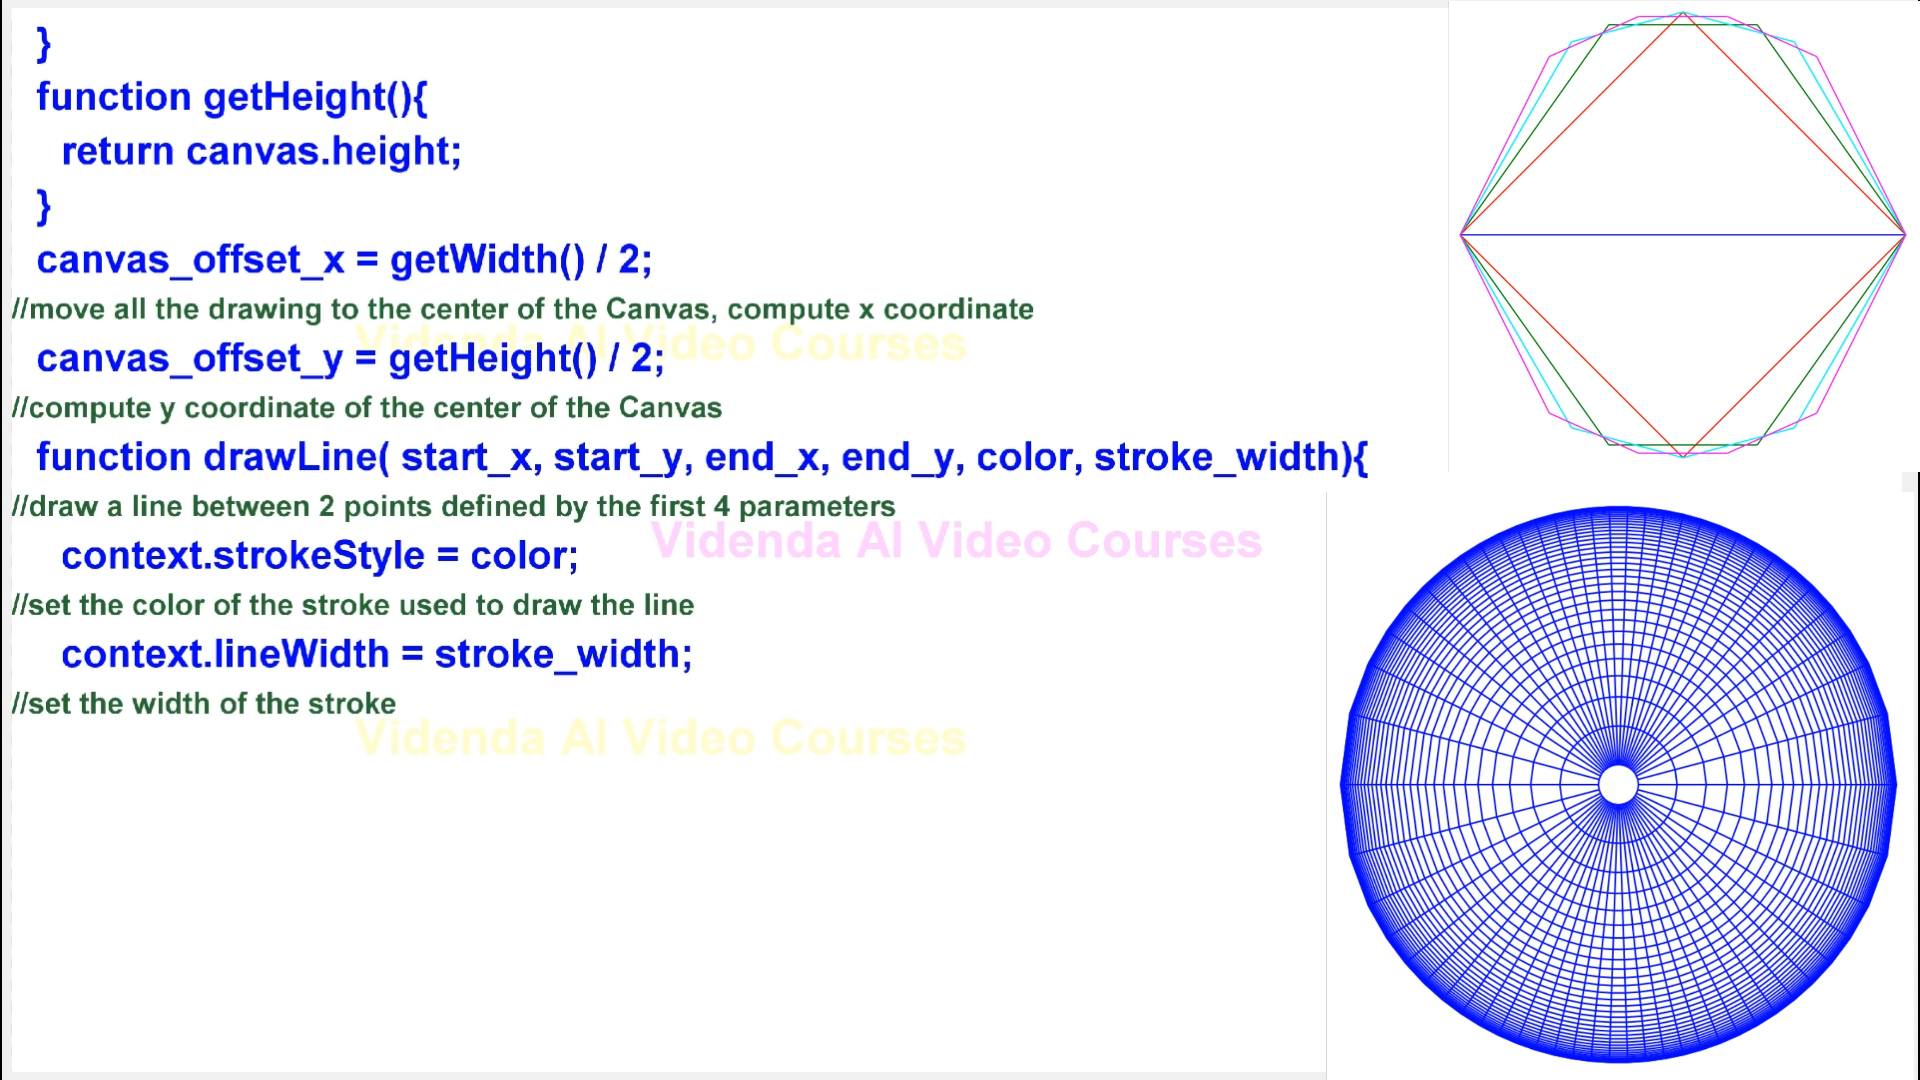 }
function getHeight(){
return canvas.height;
}
canvas_offset_x = getWidth() / 2;
//move all the drawing to the center of the Canvas, compute x coordinate
Videnda AI Video Courses
canvas_offset_y = getHeight() / 2;
//compute y coordinate of the center of the Canvas
function drawLine( start_x, start_y, end_x, end_y, color, stroke_width){
//draw a line between 2 points defined by the first 4 parameters
Videnda AI Video Courses
context.strokeStyle = color;
//set the color of the stroke used to draw the line
context.lineWidth = stroke_width;
//set the width of the stroke
Videnda AI Video Courses